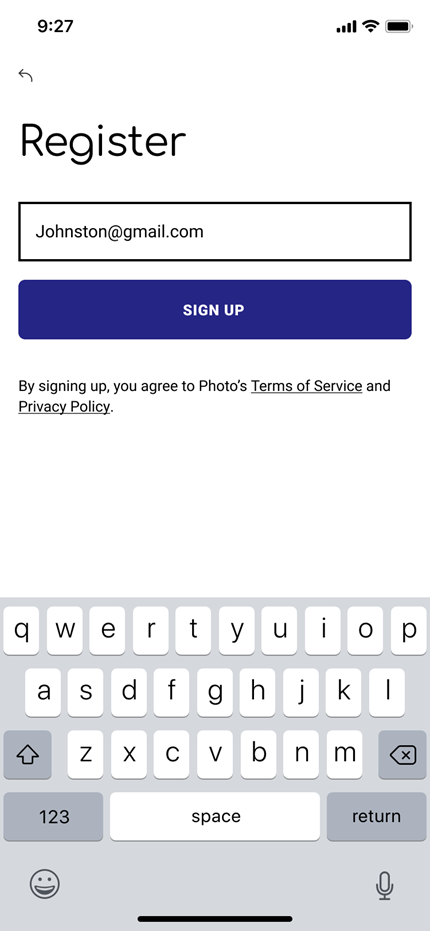 9:27
Register
Johnston@gmail.com
SIGN UP
By signing up, you agree to Photo’s Terms of Service and
Privacy Policy.
q w e r t y u i o p
a s d f g h j k l
z x c v b n m
123 space return